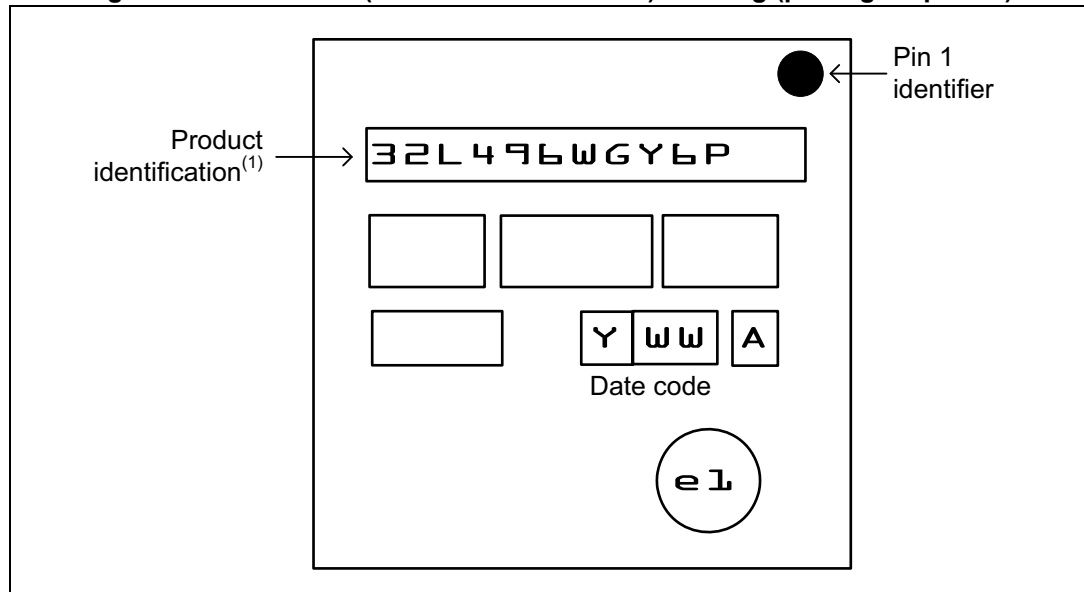 Pin 1
identifier
Product
identification(1)
32L496WGY6P
Y WW A
Date code
e1